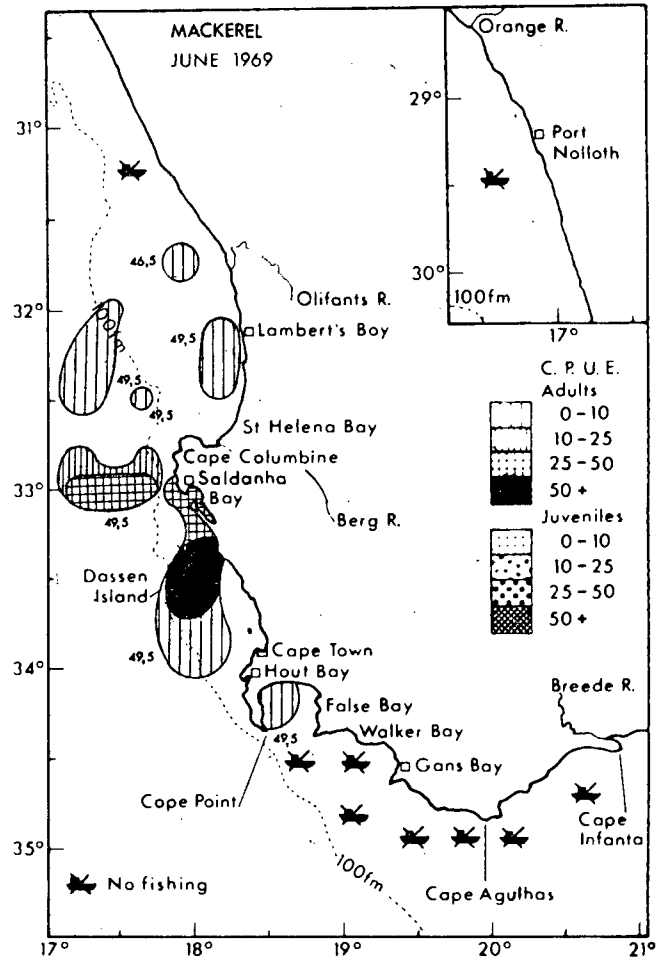 MACKEREL
JUNE 1969
Orange R.
29°
Port
Nolloth
30°
100fm
17°
31°
46,5
Olifants R.
32°
100fm
49,5
Lambert's Bay
49,5
49,5
C. P. U. E.
Adults
0-10
10-25
25-50
50+
Juveniles
0-10
10-25
25-50
50+
St Helena Bay
Cape Columbine
Saldanha
Bay
33°
49,5
Berg R.
Dassen
Island
49,5
Cape Town
34°
Hout Bay
Breede R.
False Bay
49,5
Walker Bay
Gans Bay
Cape Point
Cape
Infanta
35°
100fm
No fishing
Cape Agulhas
17°
18°
19°
20°
21°